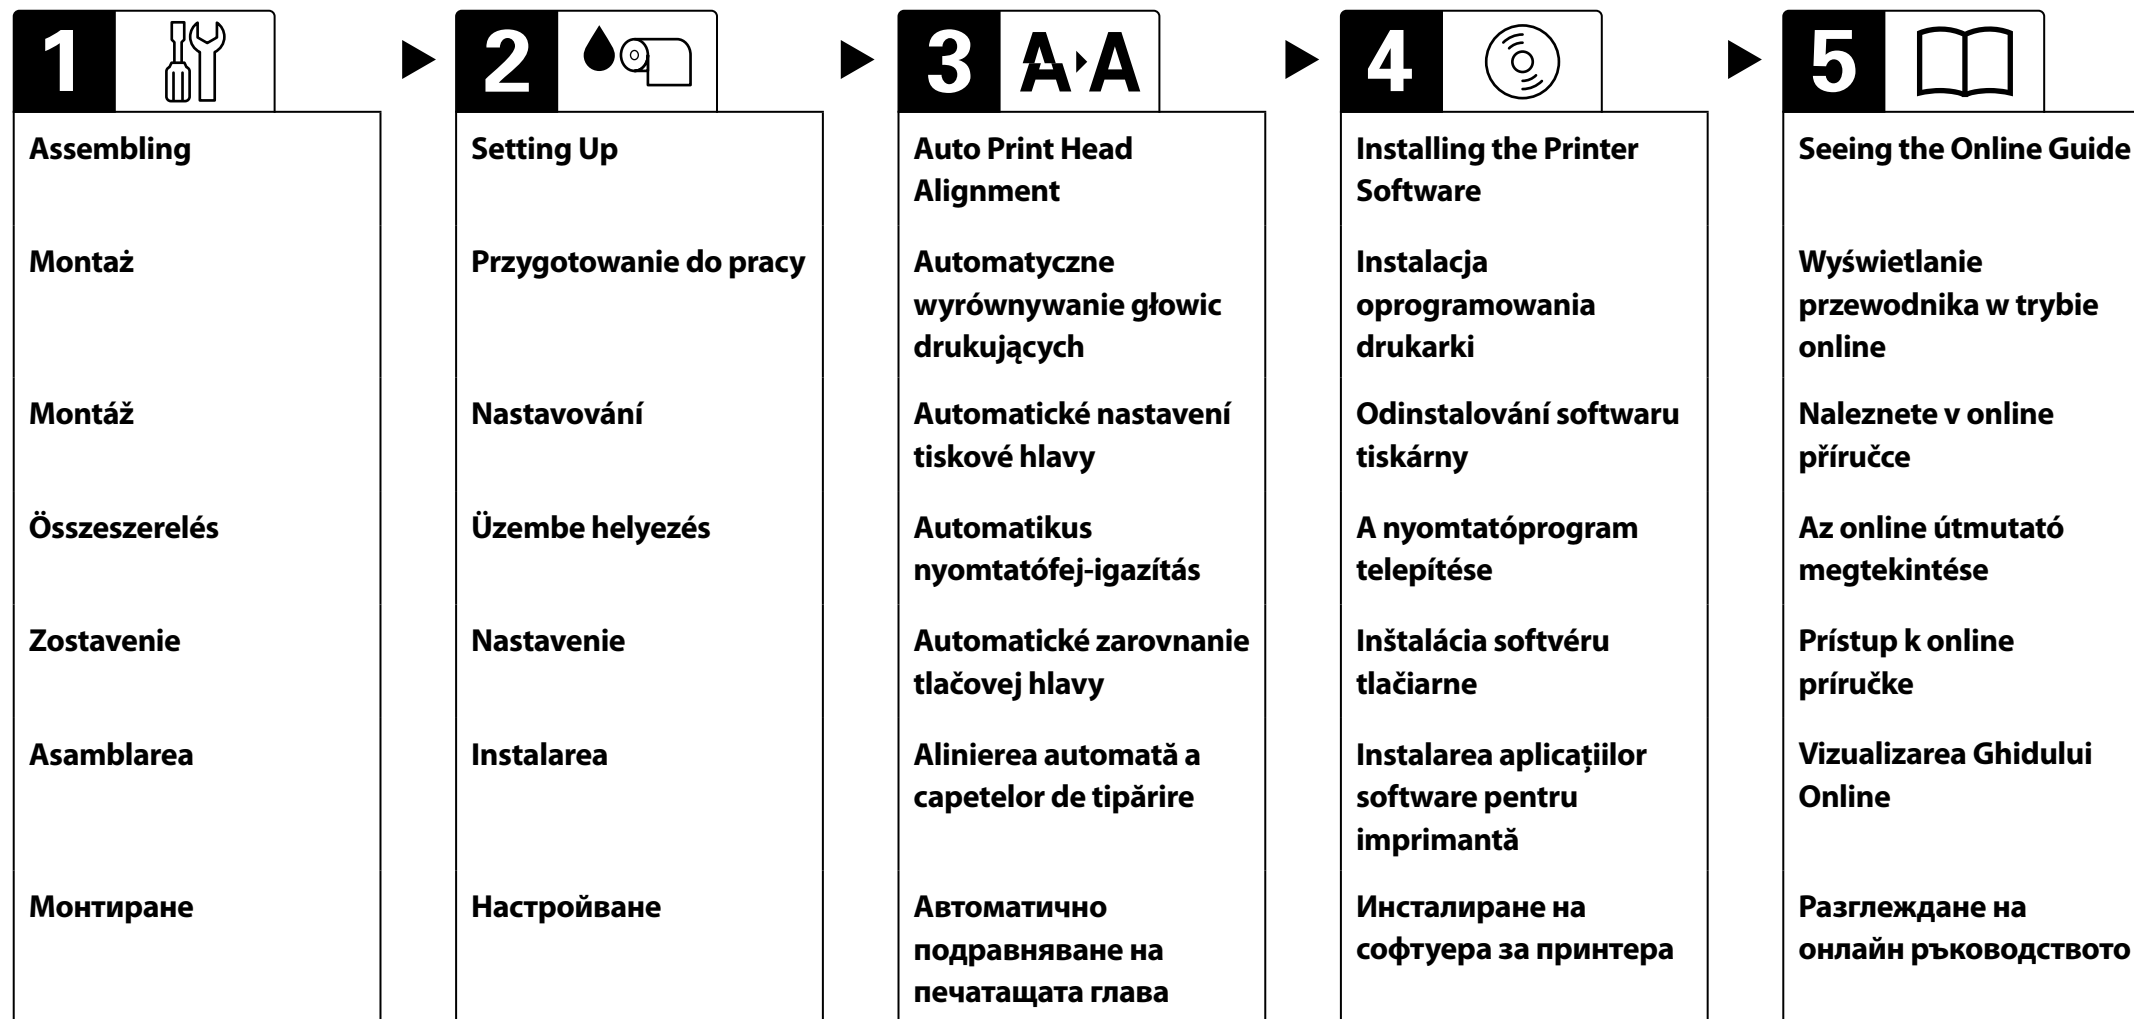 1
Assembling
Montaż
Montáž
Összeszerelés
Zostavenie
Asamblarea
Монтиране
2
Setting Up
Przygotowanie do pracy
Nastavování
Üzembe helyezés
Nastavenie
Instalarea
Настройване
3 A A
Auto Print Head
Alignment
Automatyczne
wyrównywanie głowic
drukujących
Automatické nastavení
tiskové hlavy
Automatikus
nyomtatófej-igazítás
Automatické zarovnanie
tlačovej hlavy
Alinierea automată a
capetelor de tipărire
Автоматично
подравняване на
печатащата глава
4
Installing the Printer
Software
Instalacja
oprogramowania
drukarki
Odinstalování softwaru
tiskárny
A nyomtatóprogram
telepítése
Inštalácia softvéru
tlačiarne
Instalarea aplicațiilor
software pentru
imprimantă
Инсталиране на
софтуера за принтера
5
Seeing the Online Guide
Wyświetlanie
przewodnika w trybie
online
Naleznete v online
příručce
Az online útmutató
megtekintése
Prístup k online
príručke
Vizualizarea Ghidului
Online
Разглеждане на
онлайн ръководството